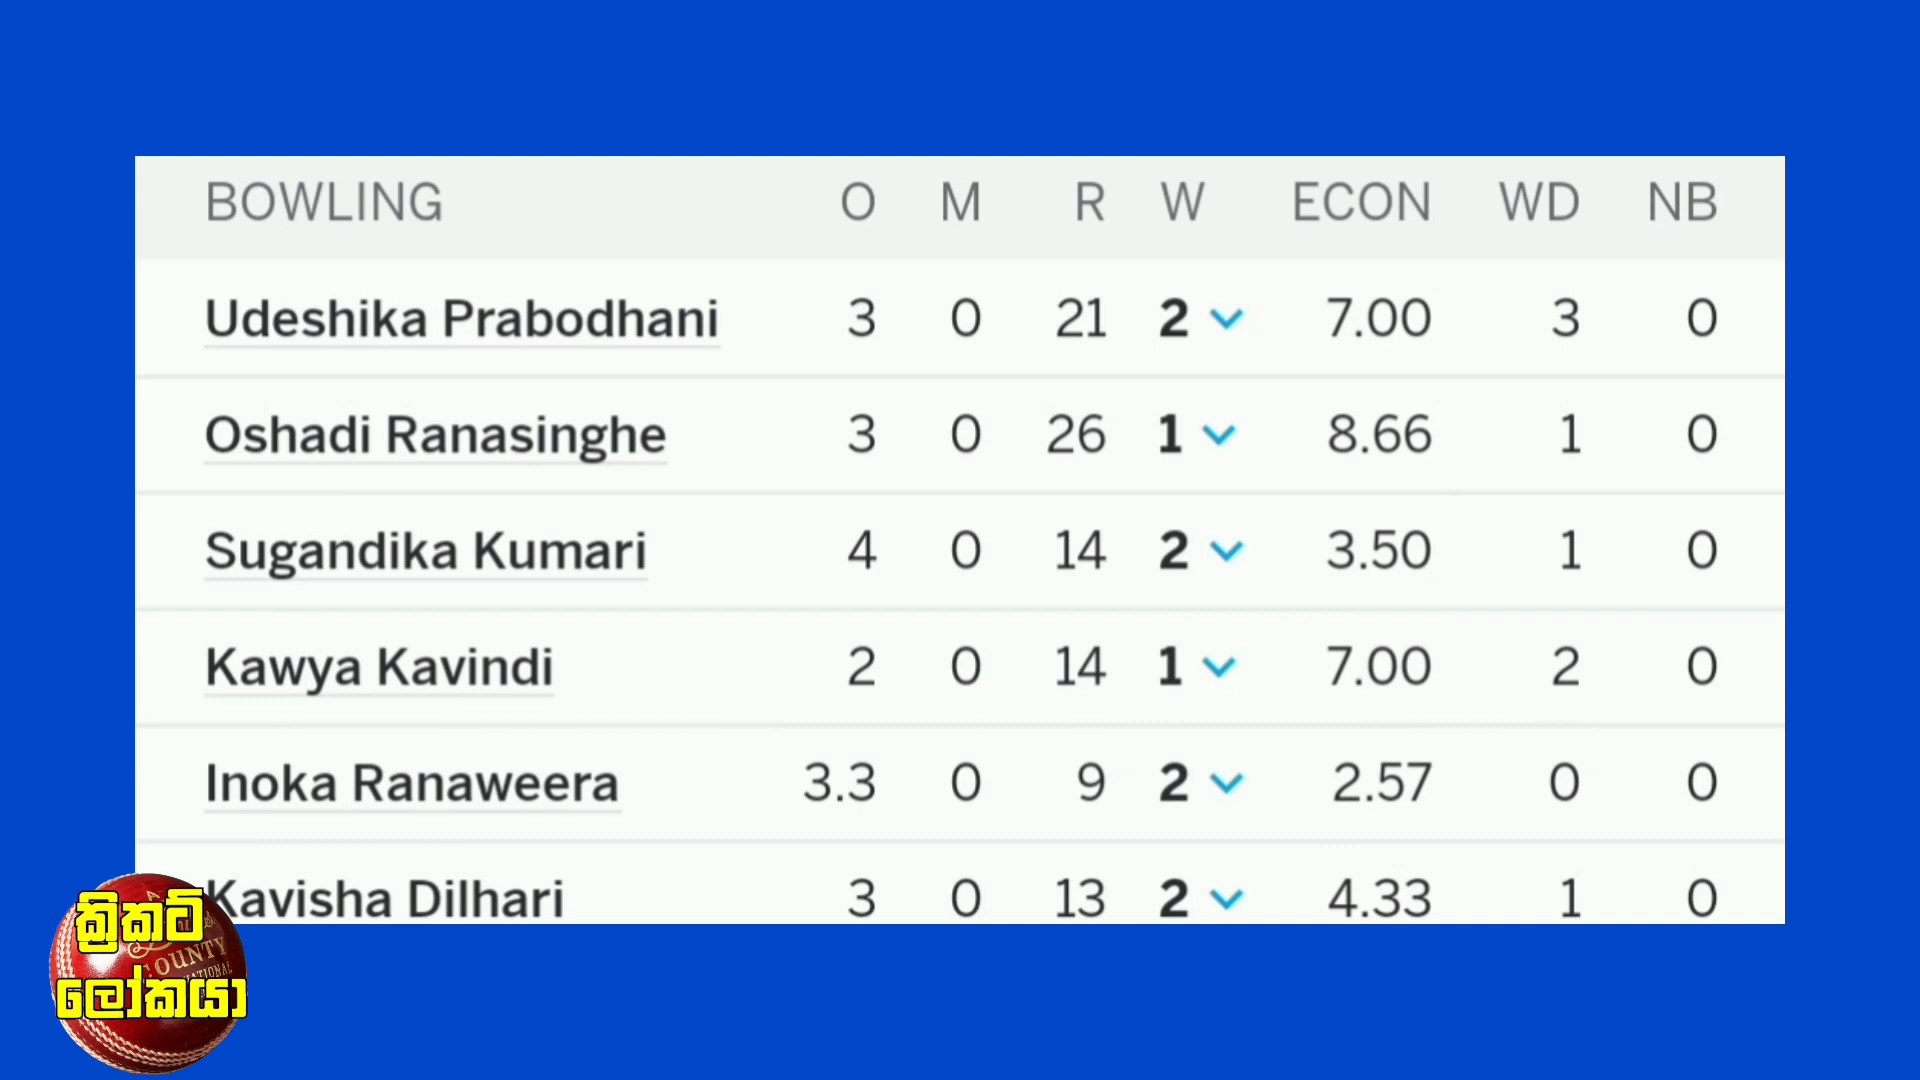 BOWLING O M R W ECON WD NB
Udeshika Prabodhani 3 0 21 2 7.00 3 0
Oshadi Ranasinghe 3 0 26 1 8.66 1 0
Sugandika Kumari 4 0 14 2 3.50 1 0
Kawya Kavindi 2 0 14 1 7.00 2 0
Inoka Ranaweera 3.3 0 9 2 2.57 0 0
Kavisha Dilhari 3 0 13 2 4.33 1 0
ක්‍රිකට්
COUNTY
ලෝකයා